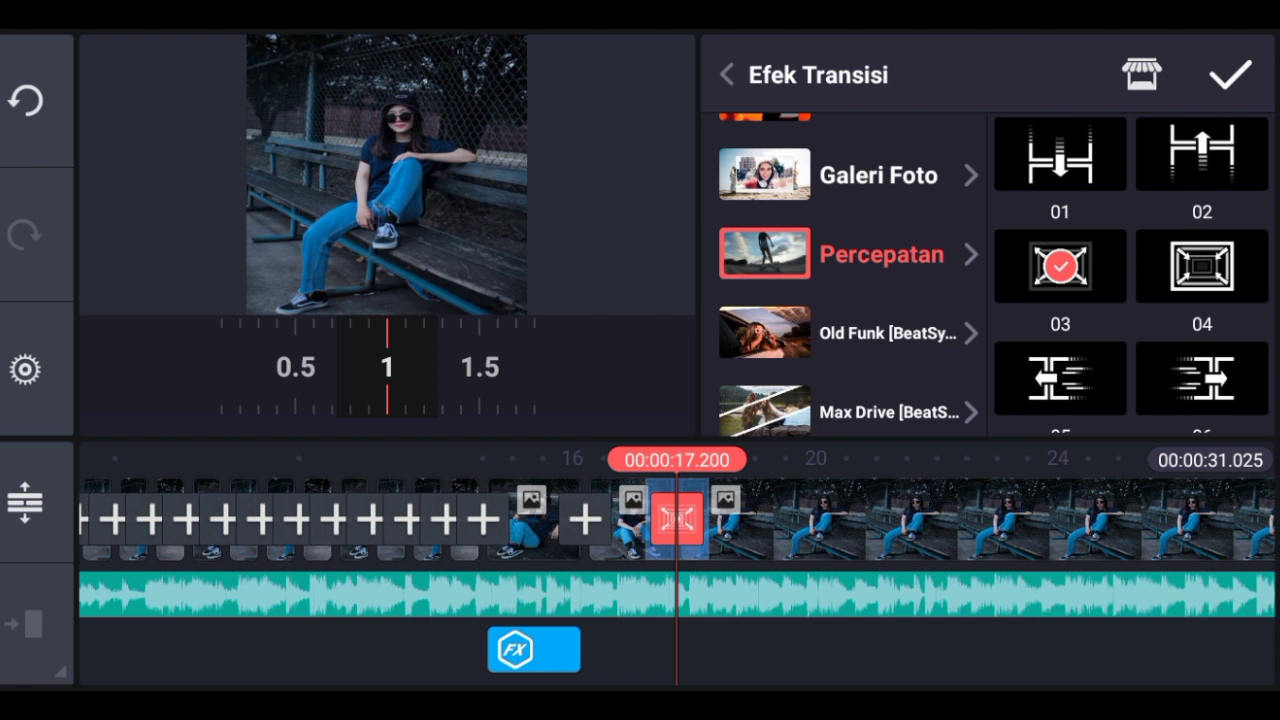 Efek Transisi
Galeri Foto
Percepatan
Old Funk [BeatSy...
Max Drive [BeatS...
01
02
03
04
0.5
1
1.5
16
00:00:17.200
20
24
00:00:31.025
FX